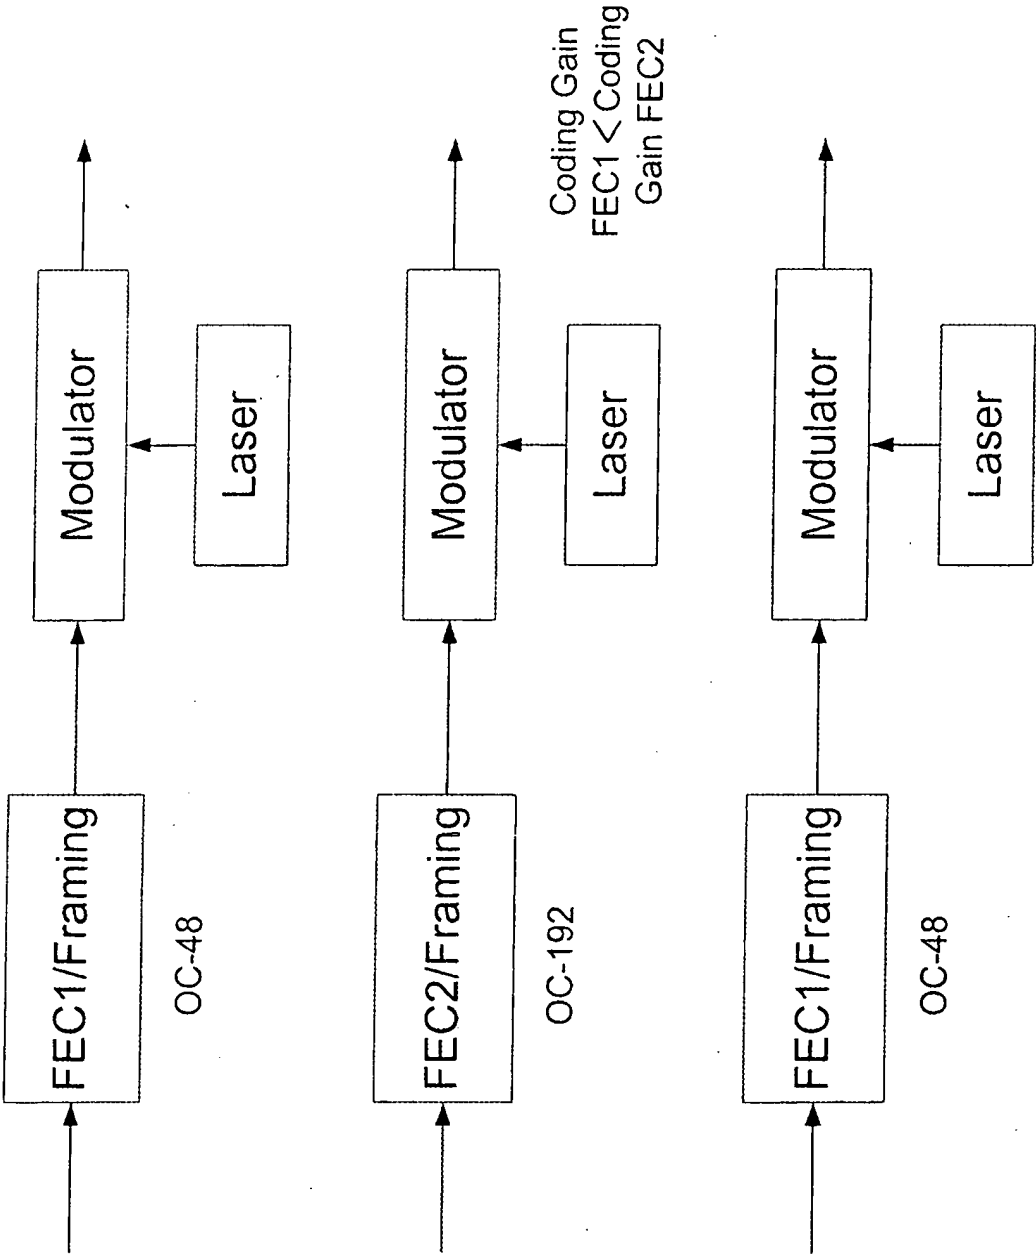 FEC1/Framing
OC-48
Modulator
Laser
FEC2/Framing
OC-192
Modulator
Laser
Coding Gain
FEC1 < Coding
Gain FEC2
FEC1/Framing
OC-48
Modulator
Laser